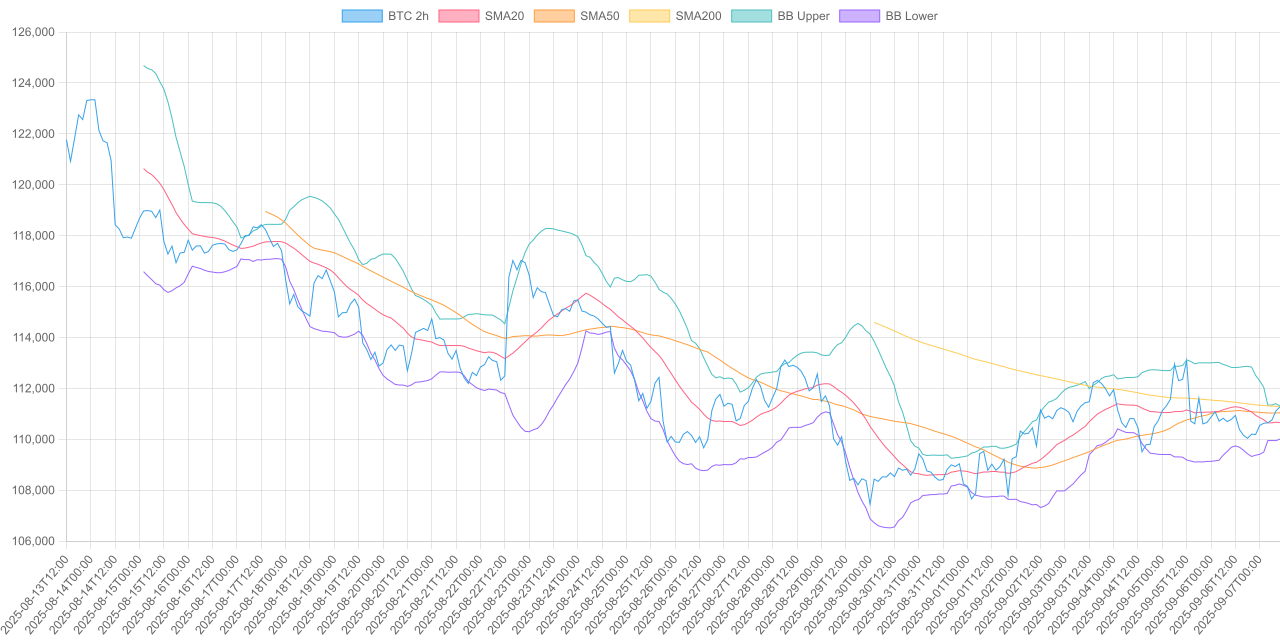 BTC 2h SMA20 SMA50 SMA200 BB Upper BB Lower
126,000
124,000
122,000
120,000
118,000
116,000
114,000
112,000
110,000
108,000
106,000
2025-08-13T12:00
2025-08-14T00:00
2025-08-14T12:00
2025-08-15T00:00
2025-08-15T12:00
2025-08-16T00:00
2025-08-16T12:00
2025-08-17T00:00
2025-08-17T12:00
2025-08-18T00:00
2025-08-18T12:00
2025-08-19T00:00
2025-08-19T12:00
2025-08-20T00:00
2025-08-20T12:00
2025-08-21T00:00
2025-08-21T12:00
2025-08-22T00:00
2025-08-22T12:00
2025-08-23T00:00
2025-08-23T12:00
2025-08-24T00:00
2025-08-24T12:00
2025-08-25T00:00
2025-08-25T12:00
2025-08-26T00:00
2025-08-26T12:00
2025-08-27T00:00
2025-08-27T12:00
2025-08-28T00:00
2025-08-28T12:00
2025-08-29T00:00
2025-08-29T12:00
2025-08-30T00:00
2025-08-30T12:00
2025-08-31T00:00
2025-08-31T12:00
2025-09-01T00:00
2025-09-01T12:00
2025-09-02T00:00
2025-09-02T12:00
2025-09-03T00:00
2025-09-03T12:00
2025-09-04T00:00
2025-09-04T12:00
2025-09-05T00:00
2025-09-05T12:00
2025-09-06T00:00
2025-09-06T12:00
2025-09-07T00:00